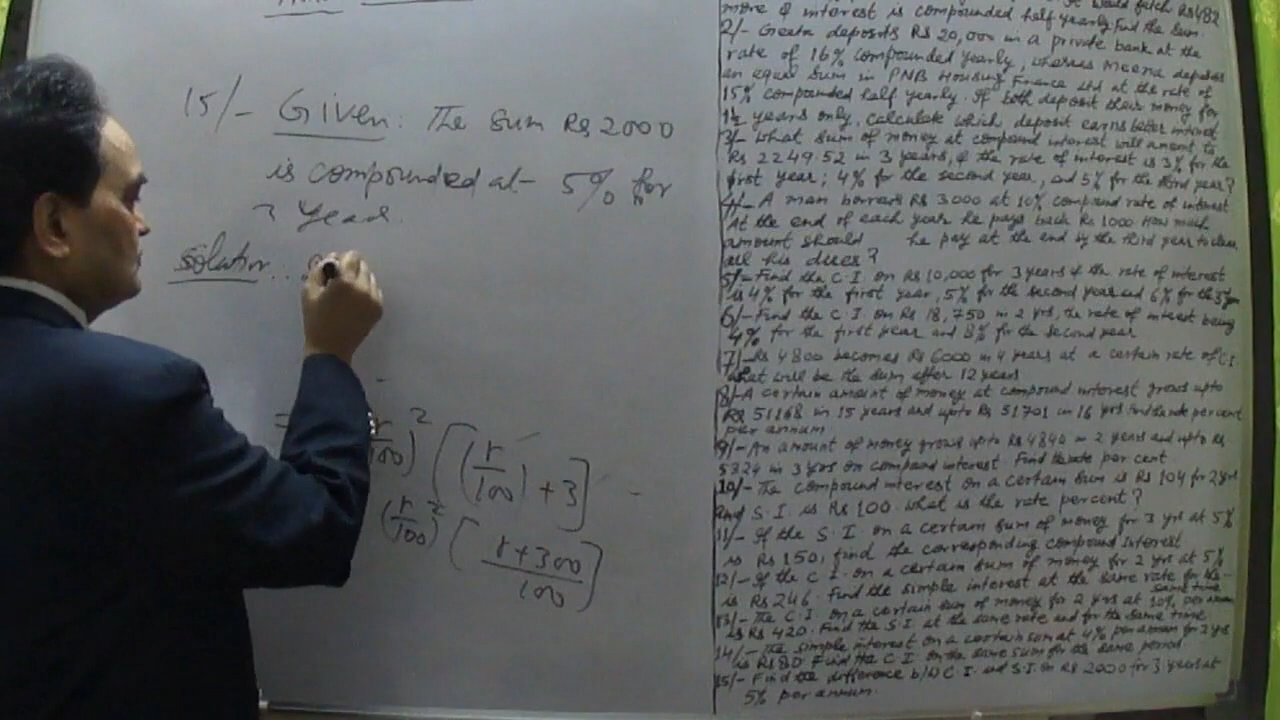 15/- Given: The Sum Rs 2000
is compounded at 5% for
3 Years.
Solution..
(r/100)² [(r/100) + 3]
(r/100)² [(r+300)/100]
more if interest is compounded half yearly. Find the Sum.
2/- Geeta deposits Rs 20,000 in a private bank at the
rate of 16% compounded yearly, whereas Meena deposits
an equal sum in PNB Housing Finance Ltd at the rate of
15% compounded half yearly. If both deposit their money for
1½ years only, calculate which deposit earns better interest
3/- What sum of money at compound interest will amount to
Rs 2249.52 in 3 years, if the rate of interest is 3% for the
first year; 4% for the second year, and 5% for the third year?
4/- A man borrows Rs 3000 at 10% compound rate of interest
At the end of each year he pays back Rs 1000 How much
amount should he pay at the end of the third year to clear
all his dues?
5/- Find the C.I. on Rs 10,000 for 3 years if the rate of interest
is 4% for the first year, 5% for the second year and 6% for the 3rd yr
6/- Find the C.I. on Rs 18,750 in 2 yrs, the rate of interest being
4% for the first year and 8% for the second year
7/- Rs 4800 becomes Rs 6000 in 4 years at a certain rate of C.I.
What will be the sum after 12 years
8/- A certain amount of money at compound interest grows upto
Rs 51168 in 15 years and upto Rs 51701 in 16 yrs find the rate percent
per annum
9/- An amount of money grows upto Rs 4840 in 2 years and upto Rs
5324 in 3 yrs on compound interest Find the rate per cent
10/- The compound interest on a certain Sum is Rs 104 for 2 yrs
and S.I. is Rs 100. What is the rate percent?
11/- If the S.I. on a certain sum of money for 3 yrs at 5%
is Rs 150, find the corresponding compound interest
12/- If the C.I. on a certain sum of money for 2 yrs at 5%
is Rs 246. Find the simple interest at the same rate for the same time
13/- The C.I. on a certain sum of money for 2 yrs at 10% per annum
is Rs 420. Find the S.I at the same rate and for the same time
14/- The simple interest on a certain sum at 4% per annum for 2 yrs
is Rs 80 Find the C.I. on the same sum for the same period
15/- Find the difference b/w C.I. and S.I. on Rs 2000 for 3 years at
5% per annum.